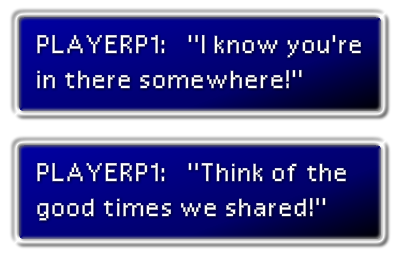 PLAYERP1: "I know you're
in there somewhere!"
PLAYERP1: "Think of the
good times we shared!"